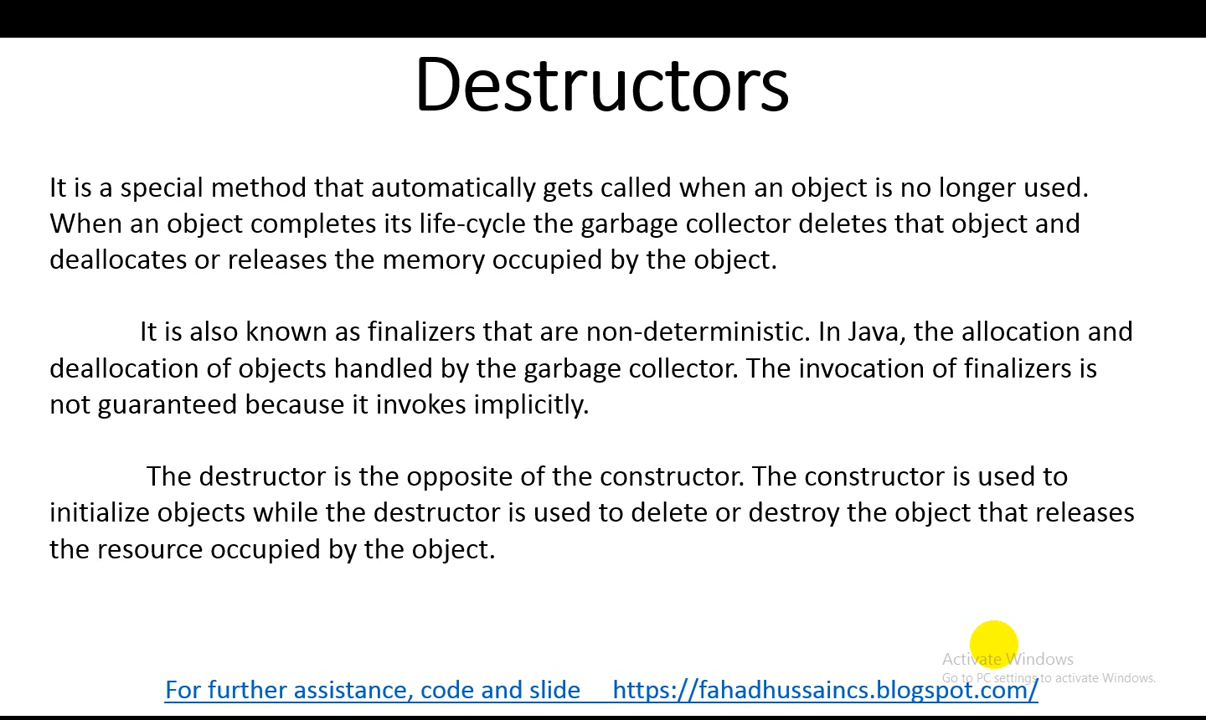 Destructors
It is a special method that automatically gets called when an object is no longer used.
When an object completes its life-cycle the garbage collector deletes that object and
deallocates or releases the memory occupied by the object.
It is also known as finalizers that are non-deterministic. In Java, the allocation and
deallocation of objects handled by the garbage collector. The invocation of finalizers is
not guaranteed because it invokes implicitly.
The destructor is the opposite of the constructor. The constructor is used to
initialize objects while the destructor is used to delete or destroy the object that releases
the resource occupied by the object.
Activate Windows
Go to PC settings to activate Windows.
For further assistance, code and slide https://fahadhussaincs.blogspot.com/